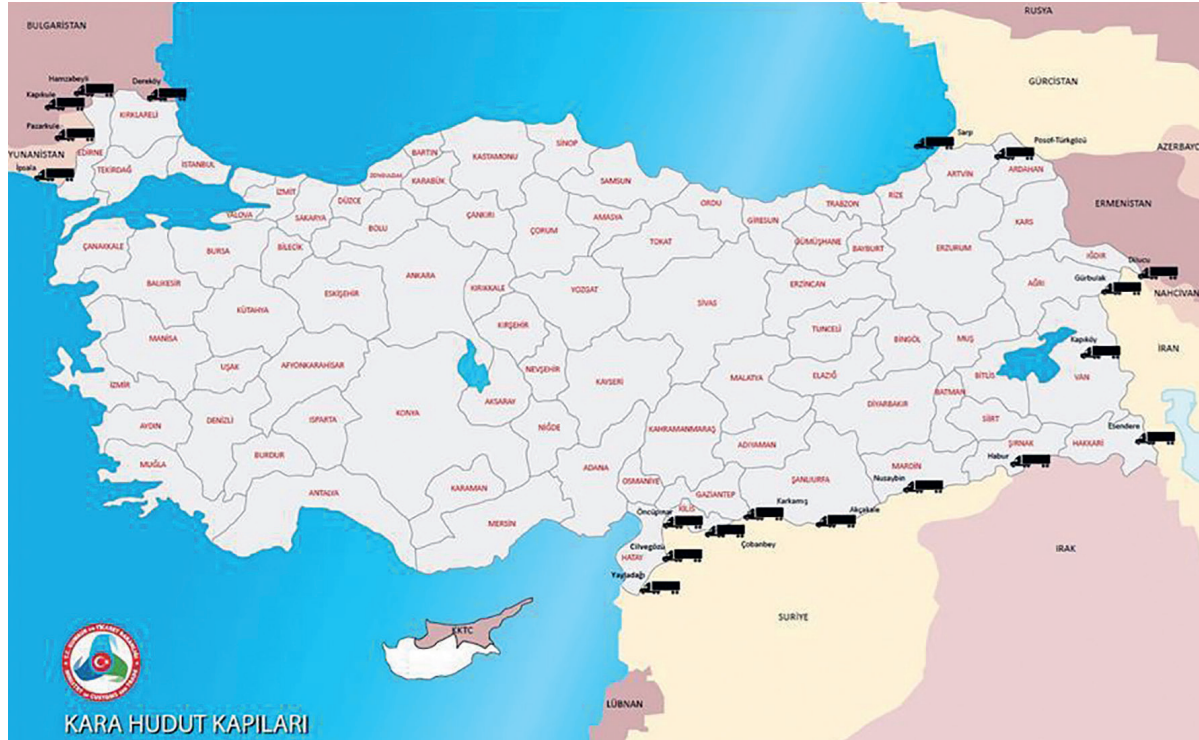 RUSYA
BULGARİSTAN
GÜRCİSTAN
Hamzabeyli
Dereköy
Kapıkule
KIRKLARELİ
Pazarkule
Sarp
Posof-Türkgözü
AZERBAYC
YUNANİSTAN
EDİRNE
İpsala
TEKİRDAĞ
İSTANBUL
BARTIN
KASTAMONU
SİNOP
ZONGULDAK
KARABÜK
SAMSUN
ARTVİN
ARDAHAN
İZMİT
DÜZCE
YALOVA
SAKARYA
BOLU
ÇANKIRI
ÇORUM
AMASYA
ORDU
GİRESUN
TRABZON
RİZE
ERMENİSTAN
KARS
ÇANAKKALE
BURSA
BİLECİK
TOKAT
GÜMÜŞHANE
BAYBURT
ERZURUM
IĞDIR
Dilucu
BALIKESİR
ESKİŞEHİR
ANKARA
KIRIKKALE
YOZGAT
SİVAS
ERZİNCAN
AĞRI
Gürbulak
NAHCİVAN
KÜTAHYA
MANİSA
KIRŞEHİR
TUNCELİ
BİNGÖL
MUŞ
Kapıköy
İRAN
UŞAK
AFYONKARAHİSAR
NEVŞEHİR
KAYSERİ
MALATYA
ELAZIĞ
BİTLİS
VAN
İZMİR
KONYA
AKSARAY
DİYARBAKIR
BATMAN
AYDIN
DENİZLİ
ISPARTA
NİĞDE
KAHRAMANMARAŞ
ADIYAMAN
SİİRT
ŞIRNAK
HAKKARİ
Esendere
MUĞLA
BURDUR
ANTALYA
KARAMAN
ADANA
OSMANİYE
GAZİANTEP
ŞANLIURFA
MARDİN
Habur
Nusaybin
MERSİN
Öncüpınar
KİLİS
Karkamış
Akçakale
Çobanbey
Cilvegözü
HATAY
Yayladağı
IRAK
SURİYE
KKTC
LÜBNAN
KARA HUDUT KAPILARI